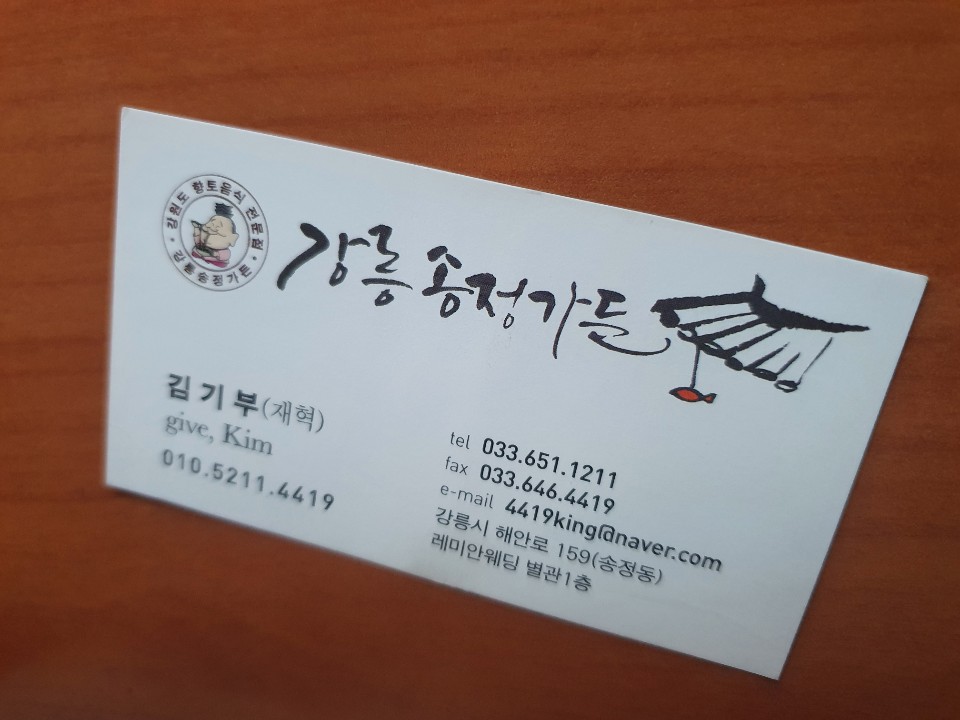 강원도 향토음식 전문점
강릉송정가든
강릉 송정가든
김기부(재혁)
give, Kim
010.5211.4419
tel 033.651.1211
fax 033.646.4419
e-mail 4419king@naver.com
강릉시 해안로 159(송정동)
레미안웨딩 별관1층